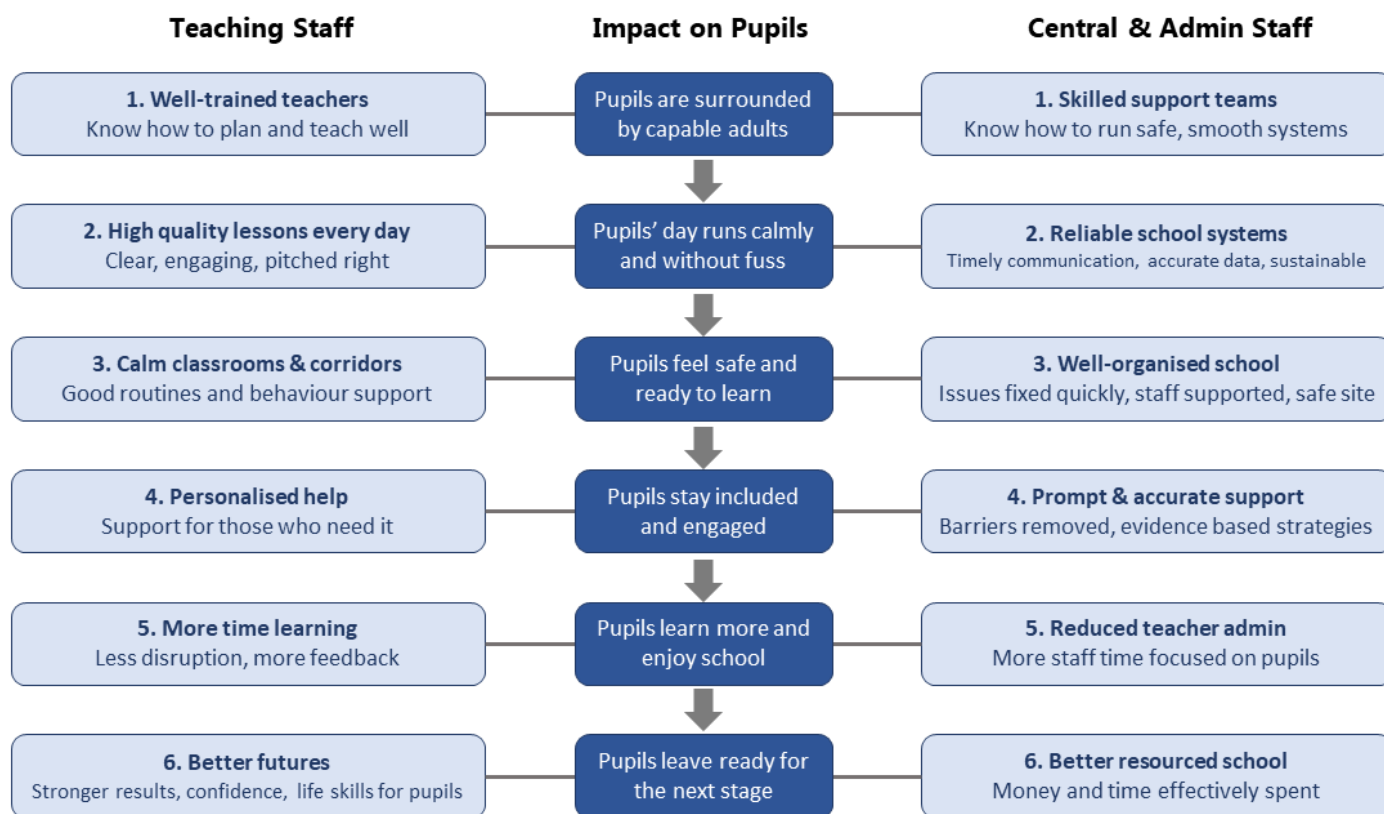 Teaching Staff
Impact on Pupils
Central & Admin Staff
1. Well-trained teachers
Know how to plan and teach well
Pupils are surrounded
by capable adults
1. Skilled support teams
Know how to run safe, smooth systems
2. High quality lessons every day
Clear, engaging, pitched right
Pupils’ day runs calmly
and without fuss
2. Reliable school systems
Timely communication, accurate data, sustainable
3. Calm classrooms & corridors
Good routines and behaviour support
Pupils feel safe and
ready to learn
3. Well-organised school
Issues fixed quickly, staff supported, safe site
4. Personalised help
Support for those who need it
Pupils stay included
and engaged
4. Prompt & accurate support
Barriers removed, evidence based strategies
5. More time learning
Less disruption, more feedback
Pupils learn more and
enjoy school
5. Reduced teacher admin
More staff time focused on pupils
6. Better futures
Stronger results, confidence, life skills for pupils
Pupils leave ready for
the next stage
6. Better resourced school
Money and time effectively spent